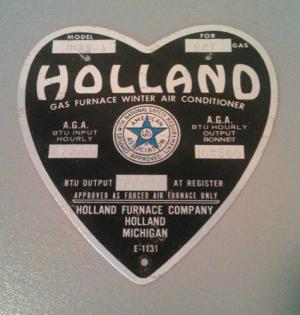 MODEL FOR GAS
HOLLAND
GAS FURNACE WINTER AIR CONDITIONER
A.G.A.
BTU INPUT
HOURLY
AMERICAN
GAS
ASSOCIATION
APPROVED
A.G.A.
BTU HOURLY
OUTPUT
BONNET
BTU OUTPUT AT REGISTER
APPROVED AS FORCED AIR FURNACE ONLY
HOLLAND FURNACE COMPANY
HOLLAND
MICHIGAN
E-1131